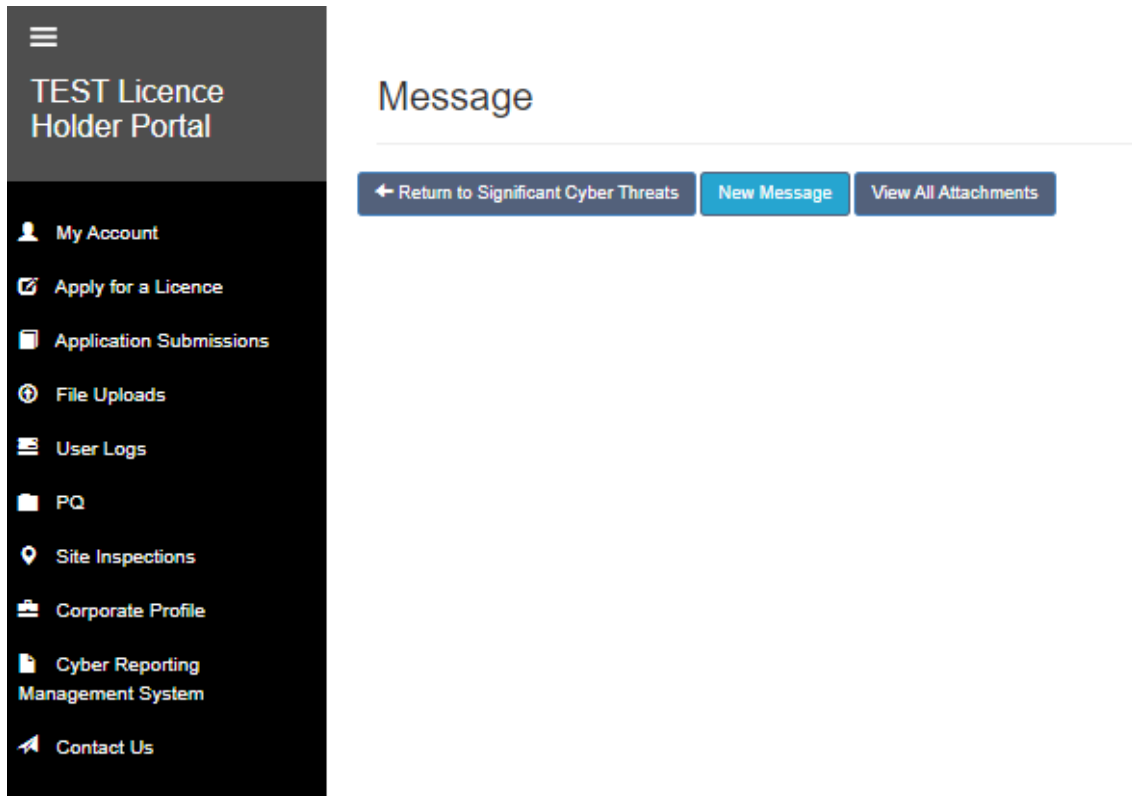 TEST Licence
Holder Portal
Message
Return to Significant Cyber Threats
New Message
View All Attachments
My Account
Apply for a Licence
Application Submissions
File Uploads
User Logs
PQ
Site Inspections
Corporate Profile
Cyber Reporting
Management System
Contact Us